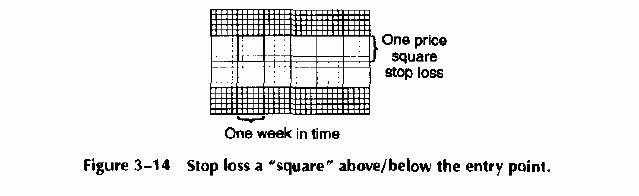 One price
square
stop loss
One week in time
Figure 3–14 Stop loss a "square" above/below the entry point.